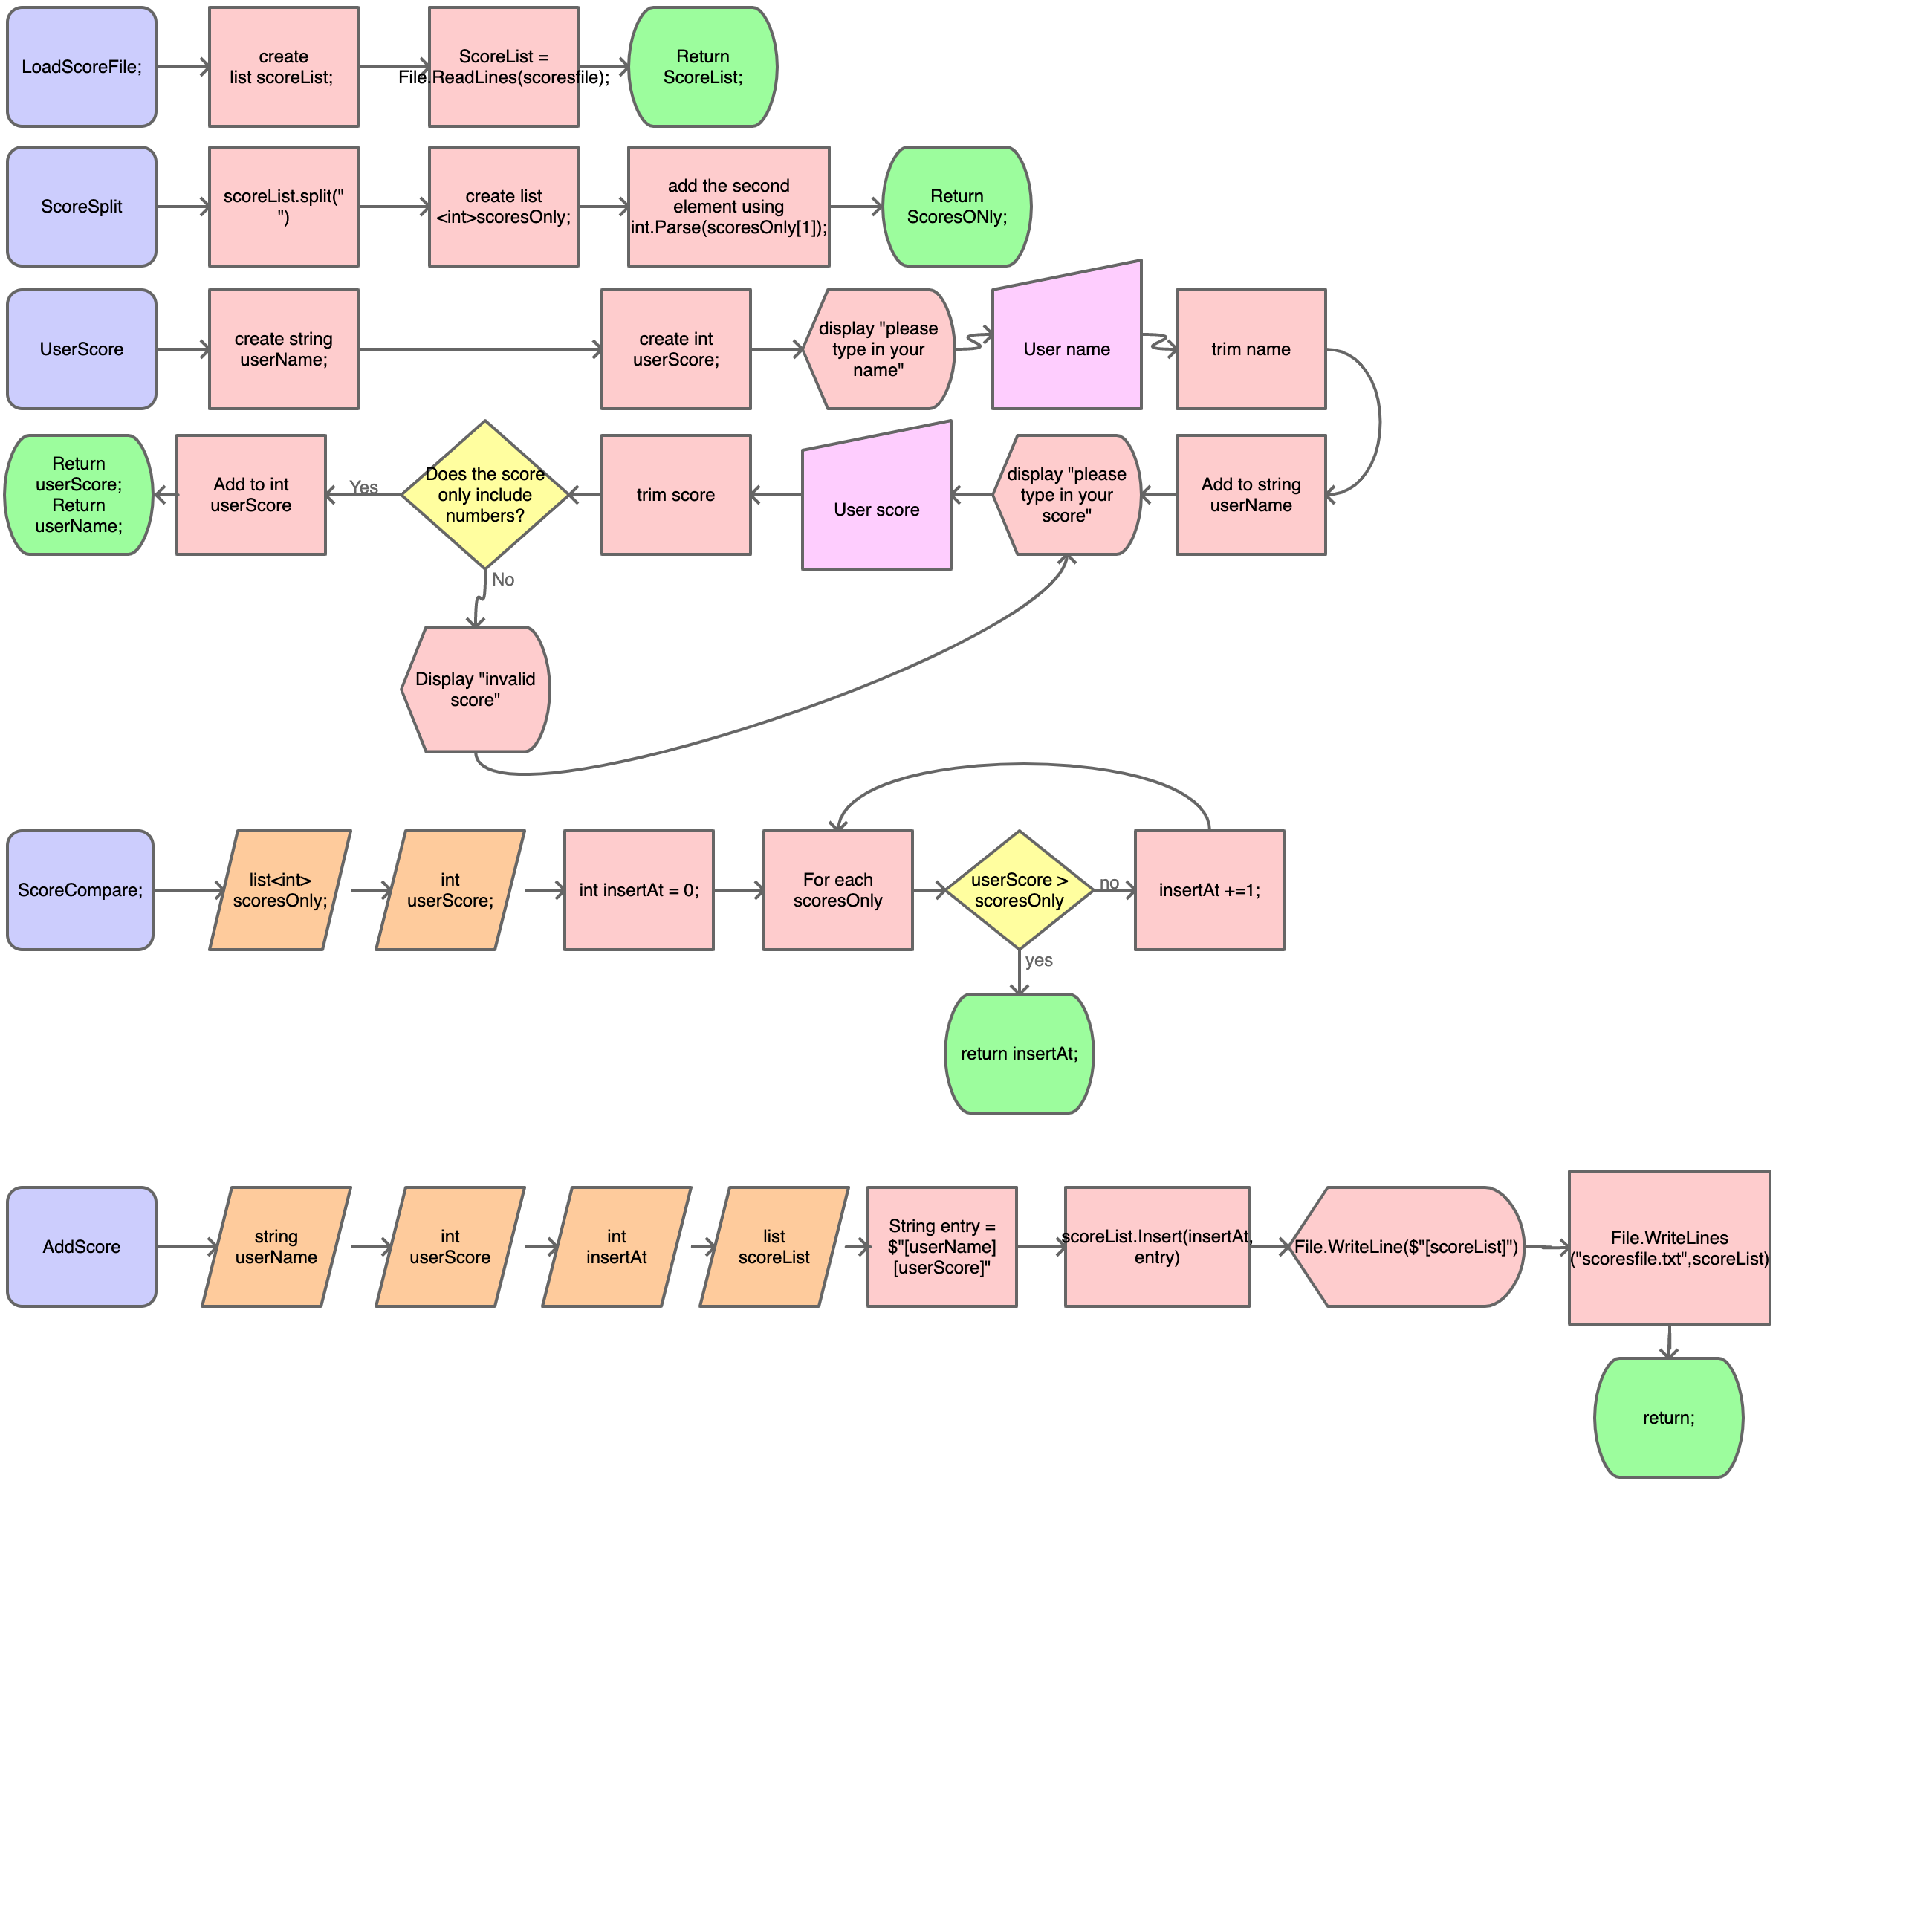 LoadScoreFile;
create
list scoreList;
ScoreList =
File.ReadLines(scoresfile);
Return
ScoreList;
ScoreSplit
scoreList.split("
")
create list
<int>scoresOnly;
add the second
element using
int.Parse(scoresOnly[1]);
Return
ScoresONly;
UserScore
create string
userName;
create int
userScore;
display "please
type in your
name"
User name
trim name
Return
userScore;
Return
userName;
Add to int
userScore
Yes
Does the score
only include
numbers?
No
trim score
User score
display "please
type in your
score"
Add to string
userName
Display "invalid
score"
ScoreCompare;
list<int>
scoresOnly;
int
userScore;
int insertAt = 0;
For each
scoresOnly
userScore >
scoresOnly
no
insertAt +=1;
yes
return insertAt;
AddScore
string
userName
int
userScore
int
insertAt
list
scoreList
String entry =
$"[userName]
[userScore]"
scoreList.Insert(insertAt,
entry)
File.WriteLine($"[scoreList]")
File.WriteLines
("scoresfile.txt",scoreList)
return;